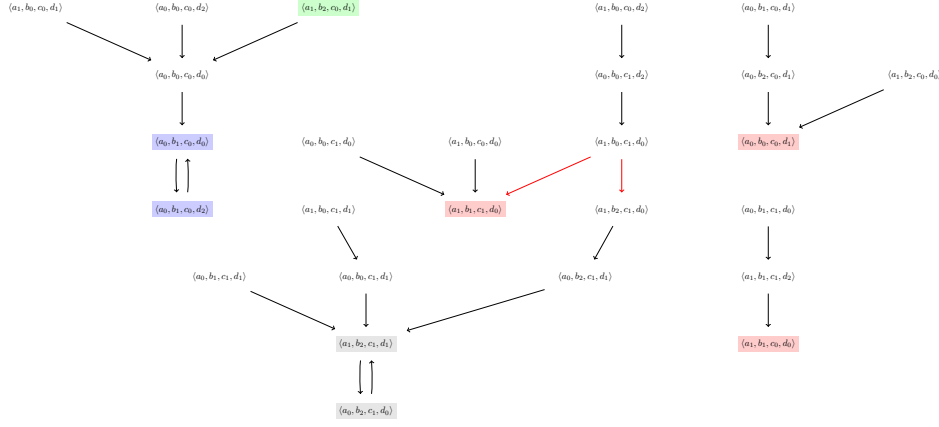 ⟨a₁, b₀, c₀, d₁⟩ ⟨a₀, b₀, c₀, d₂⟩ ⟨a₁, b₂, c₀, d₁⟩ ⟨a₁, b₀, c₀, d₂⟩ ⟨a₀, b₁, c₀, d₁⟩
⟨a₀, b₀, c₀, d₀⟩ ⟨a₀, b₀, c₁, d₂⟩ ⟨a₀, b₂, c₀, d₁⟩ ⟨a₁, b₂, c₀, d₀⟩
⟨a₀, b₁, c₀, d₀⟩ ⟨a₀, b₀, c₁, d₀⟩ ⟨a₁, b₀, c₀, d₀⟩ ⟨a₁, b₀, c₁, d₀⟩ ⟨a₀, b₀, c₀, d₁⟩
⟨a₀, b₁, c₀, d₂⟩ ⟨a₁, b₀, c₁, d₁⟩ ⟨a₁, b₁, c₁, d₀⟩ ⟨a₁, b₂, c₁, d₀⟩ ⟨a₀, b₁, c₁, d₀⟩
⟨a₀, b₁, c₁, d₁⟩ ⟨a₀, b₀, c₁, d₁⟩ ⟨a₀, b₂, c₁, d₁⟩ ⟨a₁, b₁, c₁, d₂⟩
⟨a₁, b₂, c₁, d₁⟩ ⟨a₁, b₁, c₀, d₀⟩
⟨a₀, b₂, c₁, d₀⟩